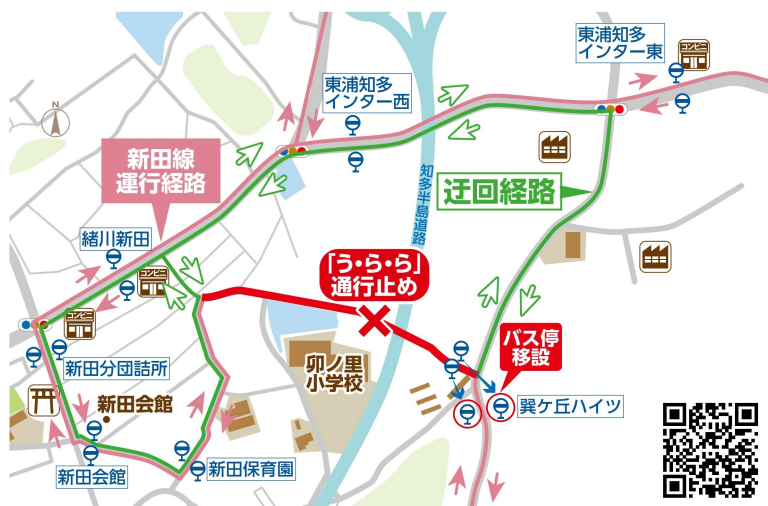 東浦知多
インター東
コンビニ
東浦知多
インター西
N
新田線
運行経路
知多半島道路
迂回経路
緒川新田
コンビニ
「う・ら・ら」
通行止め
コンビニ
バス停
移設
新田分団詰所
卯ノ里
小学校
新田会館
巽ケ丘ハイツ
新田会館
新田保育園